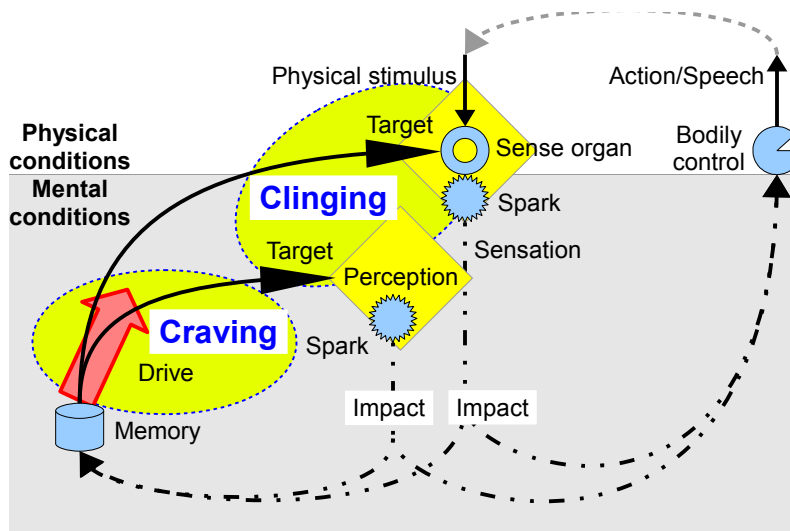 Physical stimulus
Action/Speech
Physical
conditions
Mental
conditions
Target
Sense organ
Bodily
control
Clinging
Spark
Target
Sensation
Perception
Craving
Spark
Drive
Impact
Impact
Memory